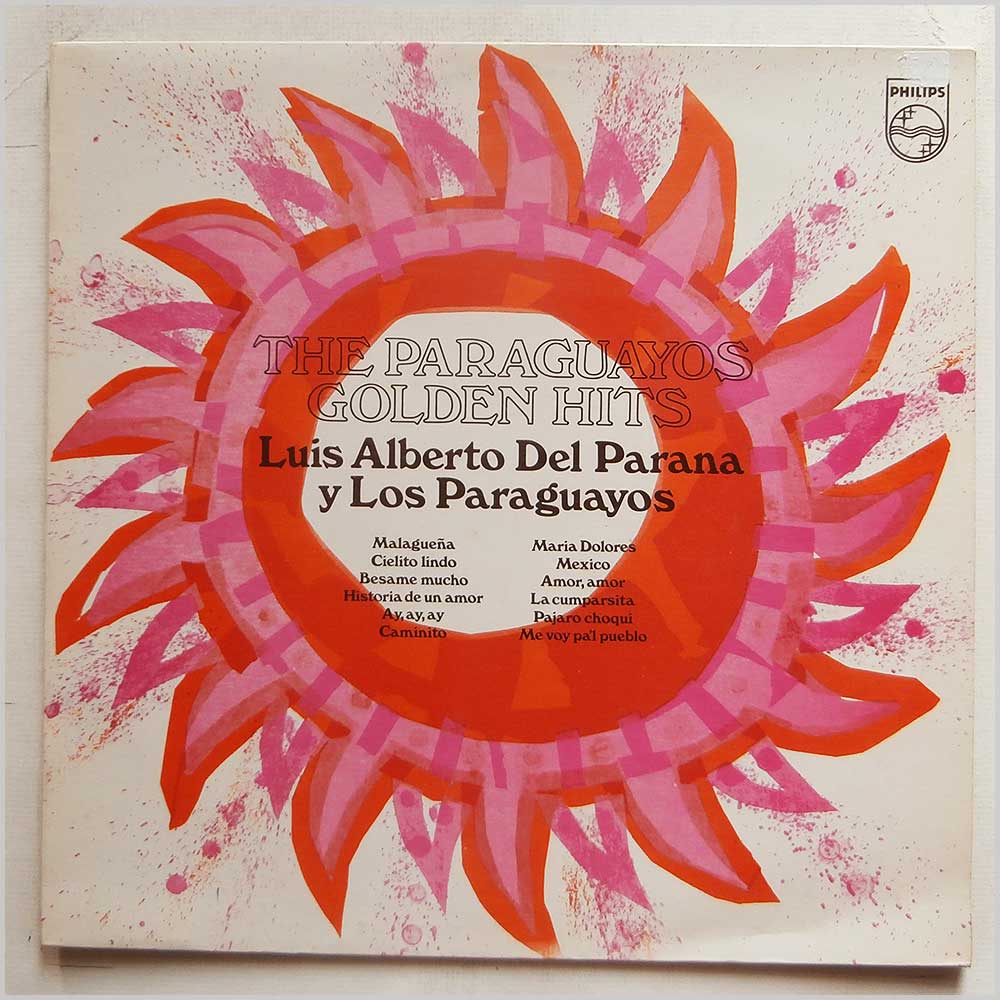 PHILIPS
THE PARAGUAYOS
GOLDEN HITS
Luis Alberto Del Parana
y Los Paraguayos
Malagueña
Cielito lindo
Besame mucho
Historia de un amor
Ay, ay, ay
Caminito
Maria Dolores
Mexico
Amor, amor
La cumparsita
Pajaro choqui
Me voy pa'l pueblo